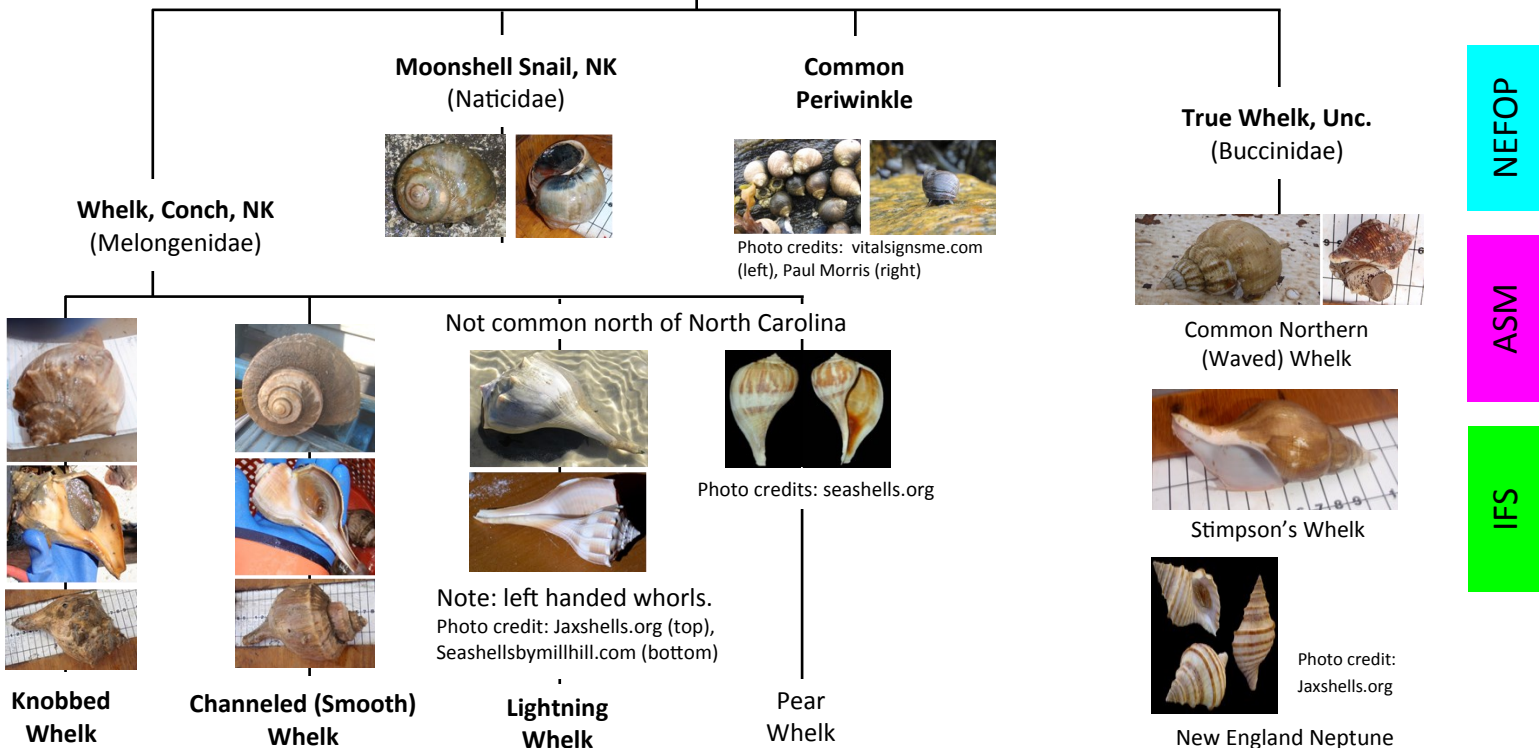 Moonshell Snail, NK
(Naticidae)
Common
Periwinkle
True Whelk, Unc.
(Buccinidae)
Whelk, Conch, NK
(Melongenidae)
Photo credits: vitalsignsme.com
(left), Paul Morris (right)
Not common north of North Carolina
Common Northern
(Waved) Whelk
Photo credits: seashells.org
Stimpson's Whelk
Note: left handed whorls.
Photo credit: Jaxshells.org (top),
Seashellsbymillhill.com (bottom)
Photo credit:
Jaxshells.org
Knobbed
Whelk
Channeled (Smooth)
Whelk
Lightning
Whelk
Pear
Whelk
New England Neptune
NEFOP
ASM
IFS